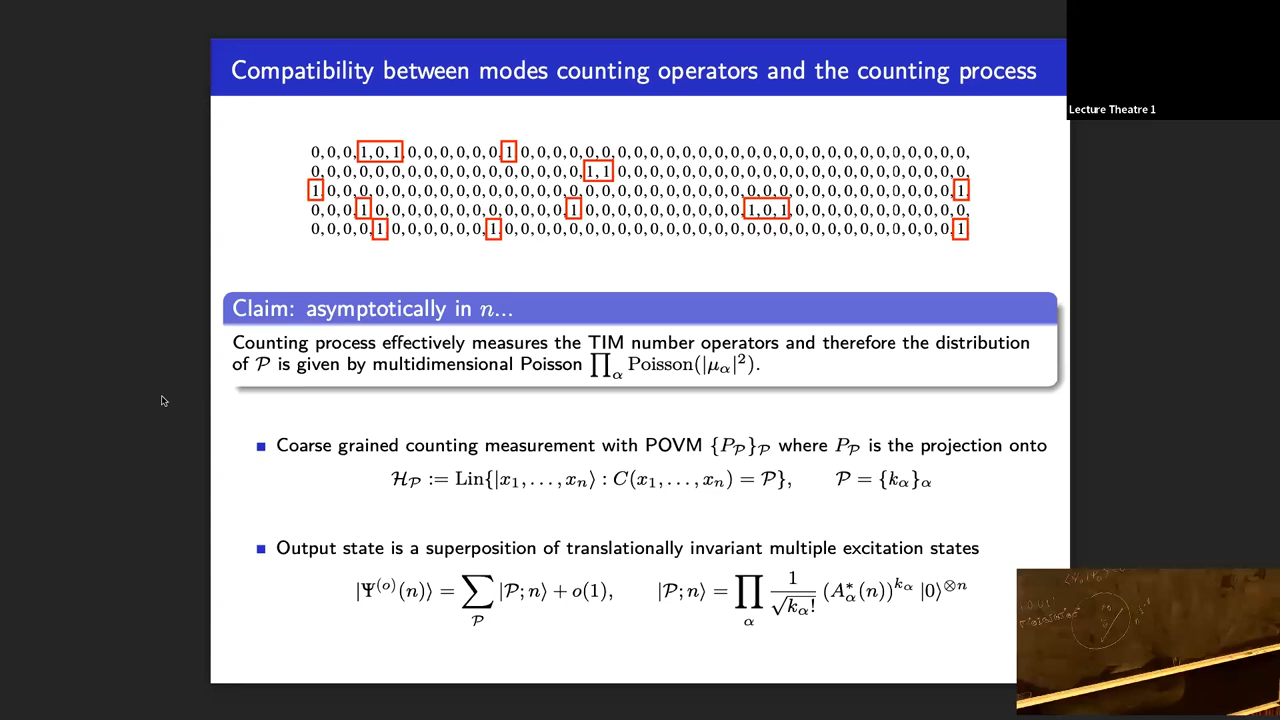 Compatibility between modes counting operators and the counting process
Lecture Theatre 1
0,0,0,1,0,1,0,0,0,0,0,0,1,0,0,0,0,0,0,0,0,0,0,0,0,0,0,0,0,0,0,0,0,0,0,0,0,0,0,0,0,
0,0,0,0,0,0,0,0,0,0,0,0,0,0,0,0,0,1,1,0,0,0,0,0,0,0,0,0,0,0,0,0,0,0,0,0,0,0,0,0,0,
1,0,0,0,0,0,0,0,0,0,0,0,0,0,0,0,0,0,0,0,0,0,0,0,0,0,0,0,0,0,0,0,0,0,0,0,0,0,0,0,1,
0,0,0,1,0,0,0,0,0,0,0,0,0,0,0,0,1,0,0,0,0,0,0,0,0,0,0,1,0,1,0,0,0,0,0,0,0,0,0,0,0,
0,0,0,0,1,0,0,0,0,0,0,1,0,0,0,0,0,0,0,0,0,0,0,0,0,0,0,0,0,0,0,0,0,0,0,0,0,0,0,0,1
Claim: asymptotically in n...
Counting process effectively measures the TIM number operators and therefore the distribution
of 𝒫 is given by multidimensional Poisson ∏_α Poisson(|μ_α|²).
Coarse grained counting measurement with POVM {P_𝒫}_𝒫 where P_𝒫 is the projection onto
ℋ_𝒫 := Lin{|x₁, . . . , xₙ⟩ : C(x₁, . . . , xₙ) = 𝒫}, 𝒫 = {k_α}_α
Output state is a superposition of translationally invariant multiple excitation states
|Ψ^(o)(n)⟩ = ∑_𝒫 |𝒫; n⟩ + o(1), |𝒫; n⟩ = ∏_α 1/√(k_α!) (A*_α(n))^{k_α} |0⟩^{⊗n}